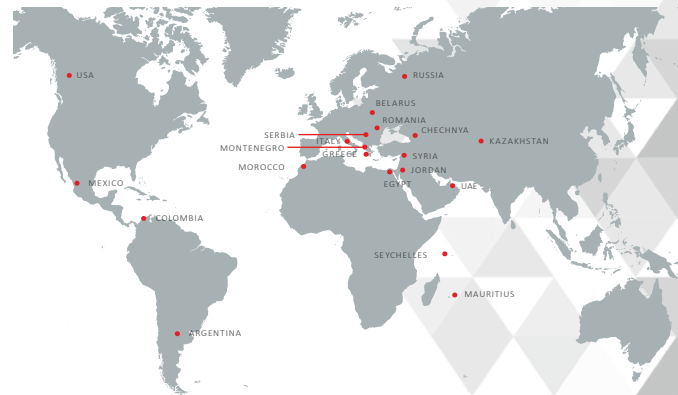 USA
RUSSIA
BELARUS
ROMANIA
CHECHNYA
SERBIA
ITALY
KAZAKHSTAN
MONTENEGRO
GREECE
SYRIA
MOROCCO
JORDAN
MEXICO
EGYPT
UAE
COLOMBIA
SEYCHELLES
MAURITIUS
ARGENTINA